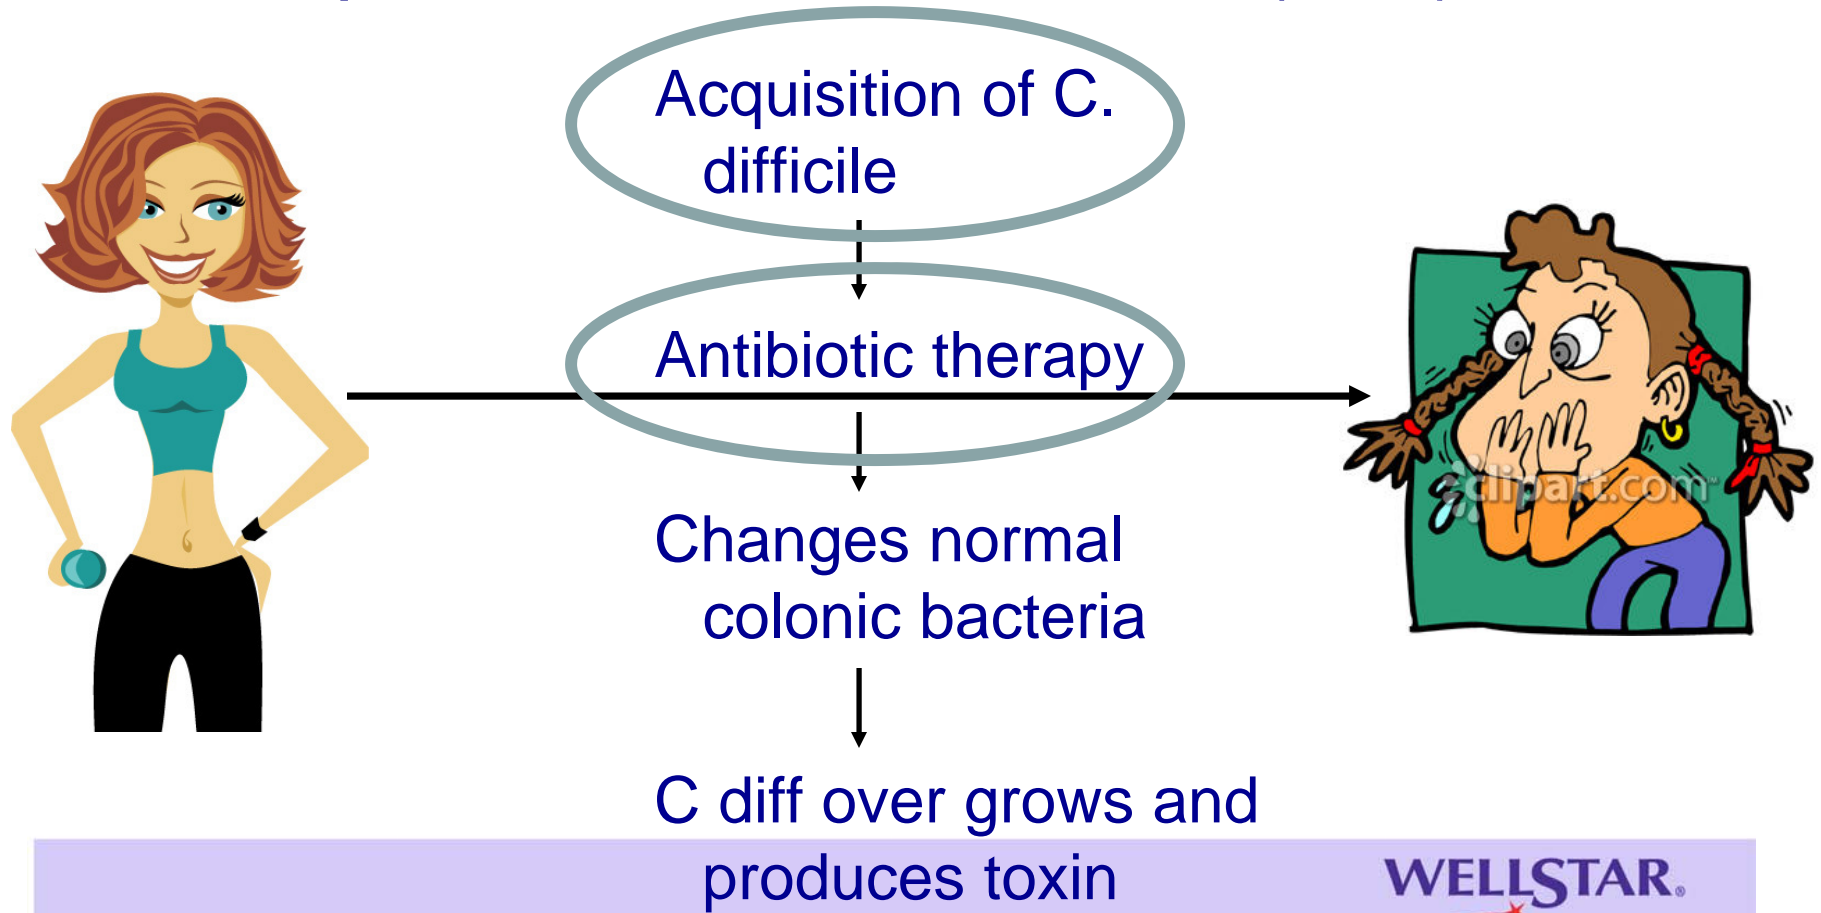 Acquisition of C.
difficile
Antibiotic therapy
Changes normal
colonic bacteria
C diff over grows and
produces toxin
clipart.com
WELLSTAR®